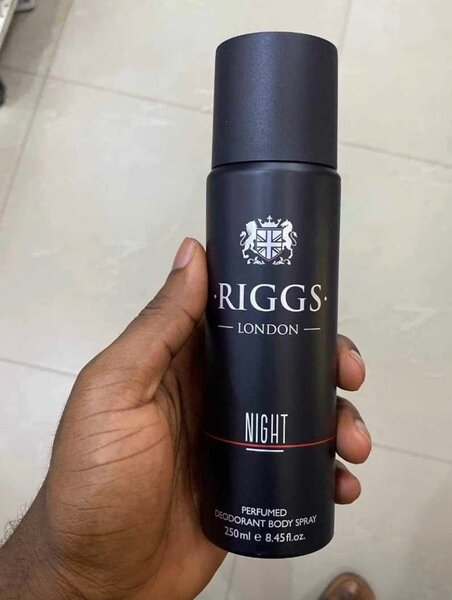 ·RIGGS·
— LONDON —
NIGHT
PERFUMED
DEODORANT BODY SPRAY
250ml e 8.45fl.oz.